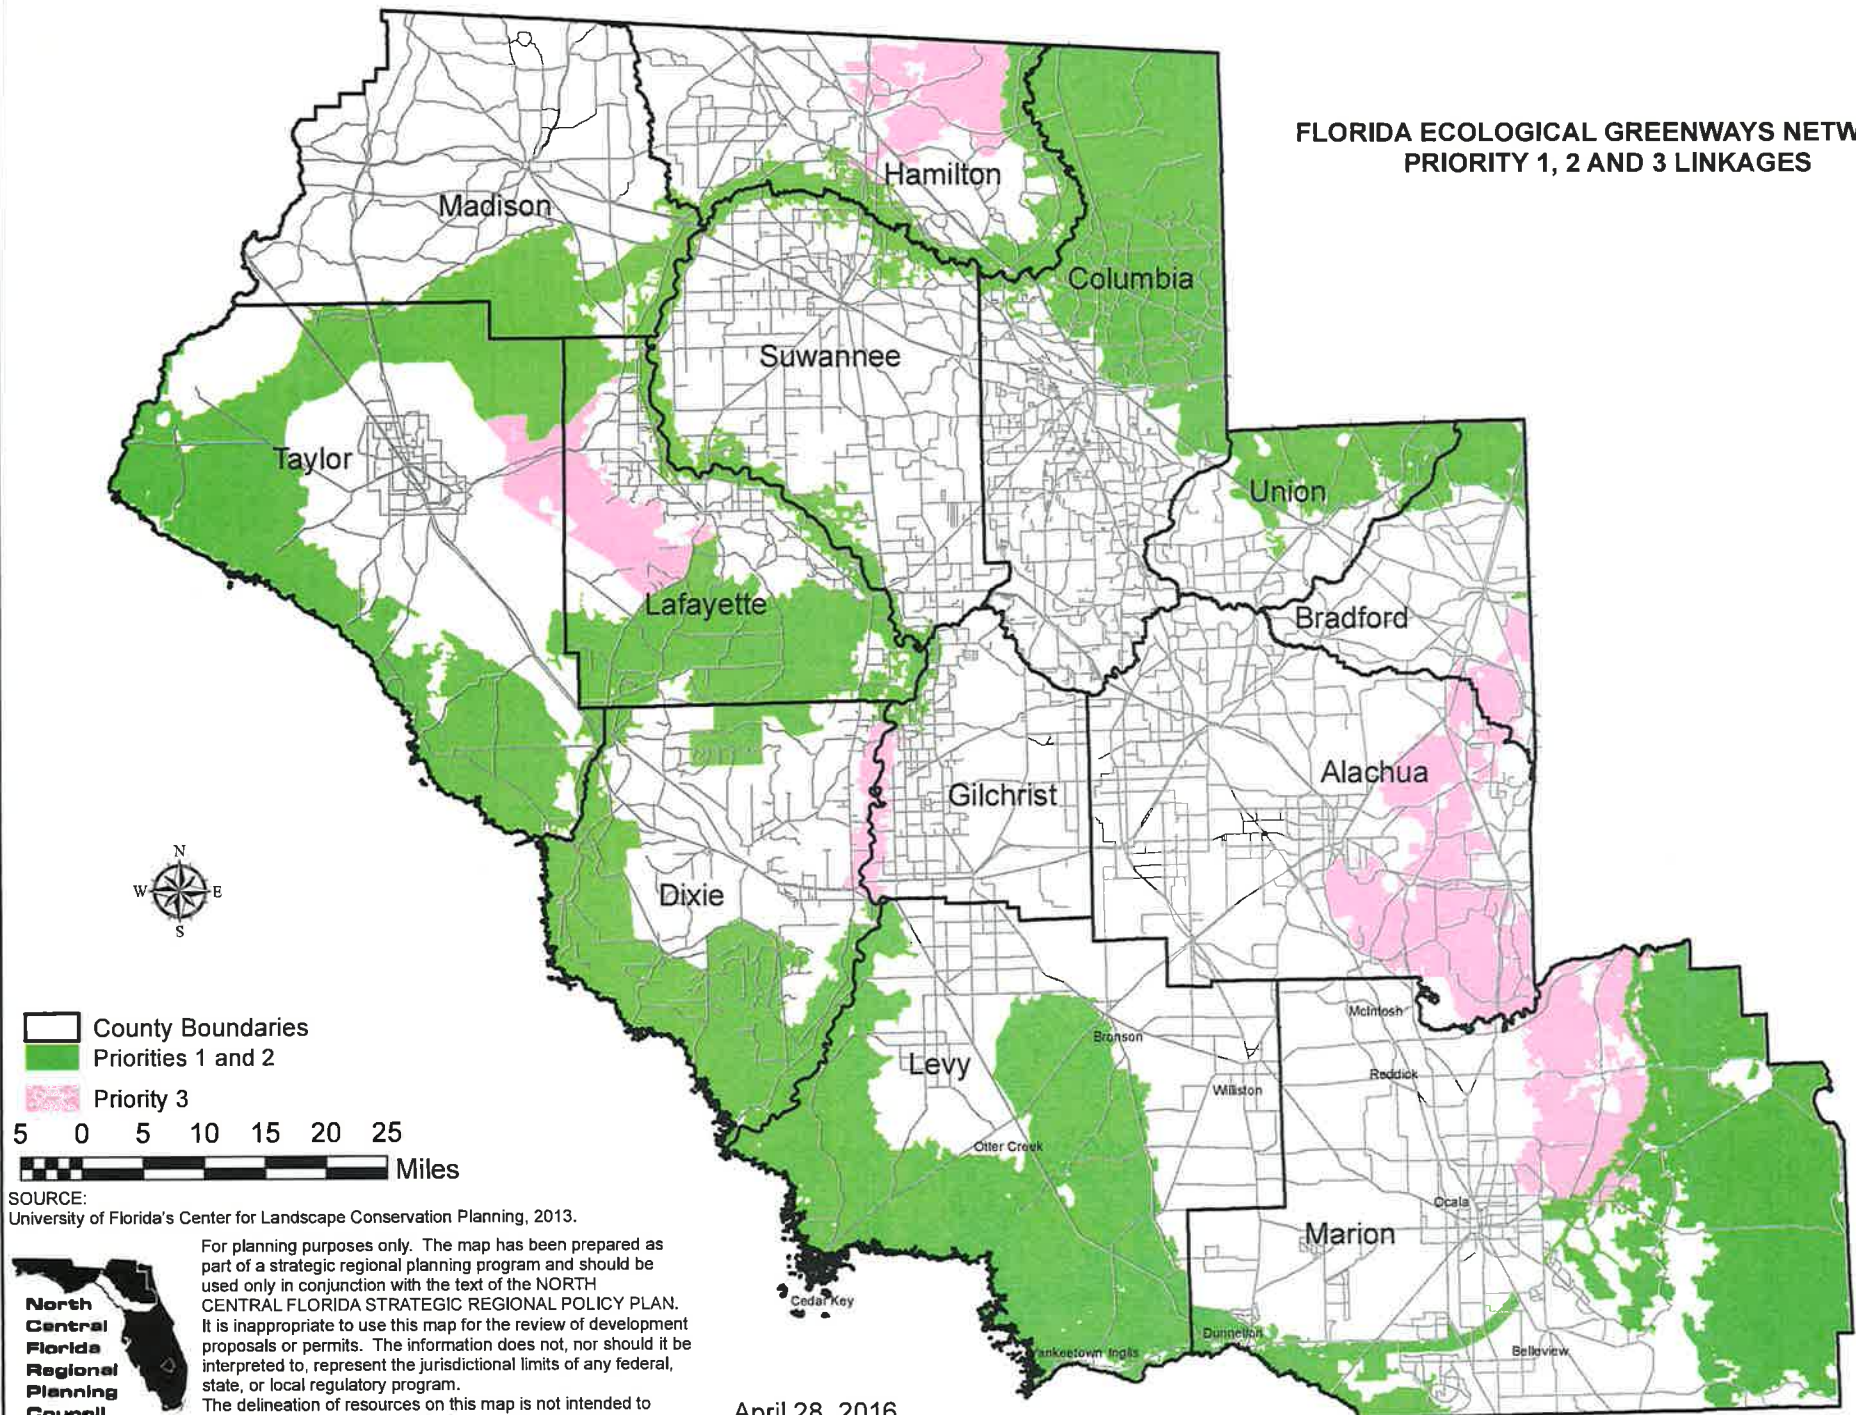 FLORIDA ECOLOGICAL GREENWAYS NETW
PRIORITY 1, 2 AND 3 LINKAGES
Hamilton
Madison
Columbia
Suwannee
Taylor
Union
Lafayette
Bradford
Alachua
Gilchrist
Dixie
N
W E
S
McIntosh
Bronson
Levy
Reddick
Williston
Otter Creek
Ocala
Marion
Cedar Key
Dunnellon
Yankeetown Inglis
Belleview
County Boundaries
Priorities 1 and 2
Priority 3
5 0 5 10 15 20 25
Miles
SOURCE:
University of Florida's Center for Landscape Conservation Planning, 2013.
For planning purposes only. The map has been prepared as
part of a strategic regional planning program and should be
used only in conjunction with the text of the NORTH
CENTRAL FLORIDA STRATEGIC REGIONAL POLICY PLAN.
It is inappropriate to use this map for the review of development
proposals or permits. The information does not, nor should it be
interpreted to, represent the jurisdictional limits of any federal,
state, or local regulatory program.
The delineation of resources on this map is not intended to
North
Central
Florida
Regional
Planning
Council
April 28, 2016